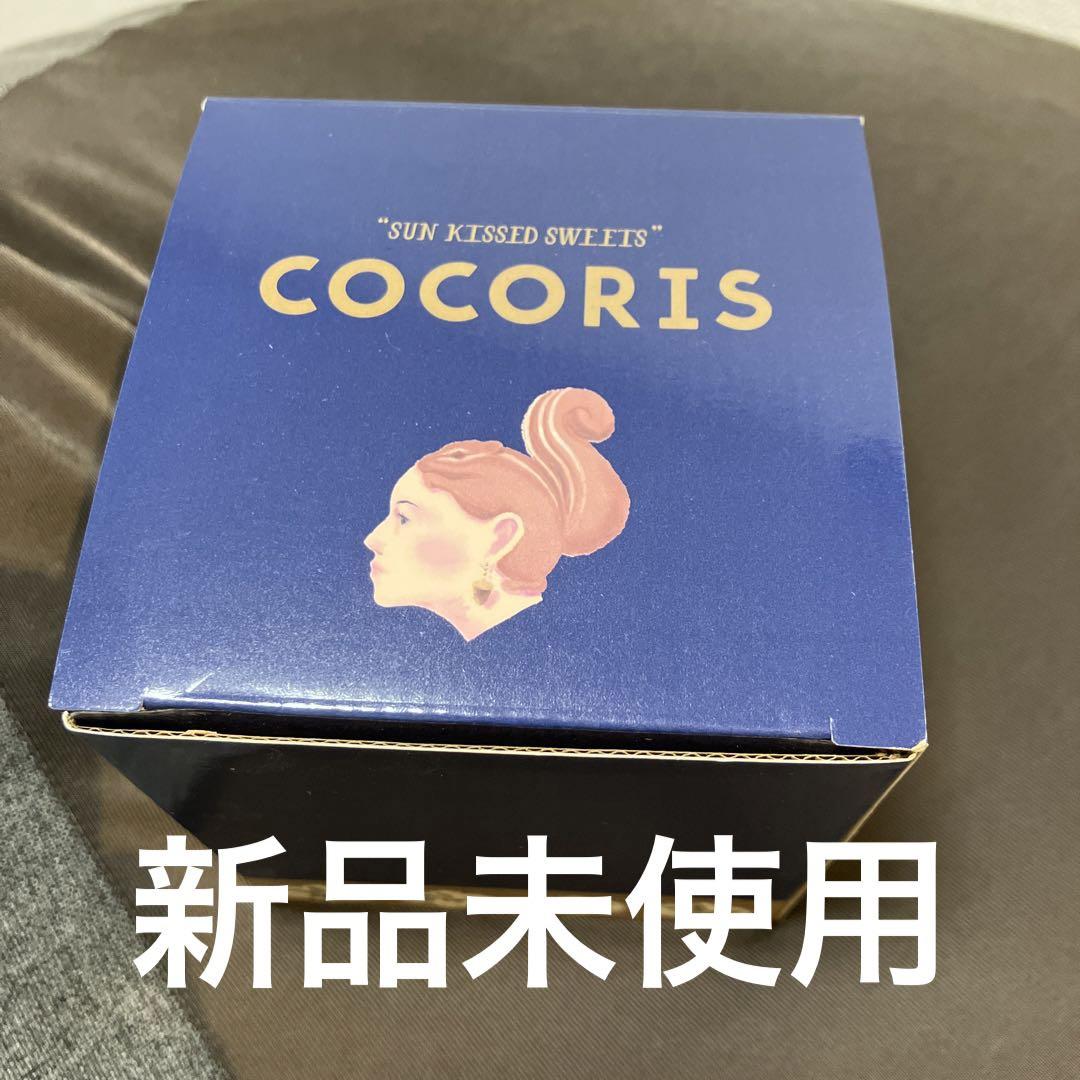 “SUN KISSED SWEETS”
COCORIS
新品未使用